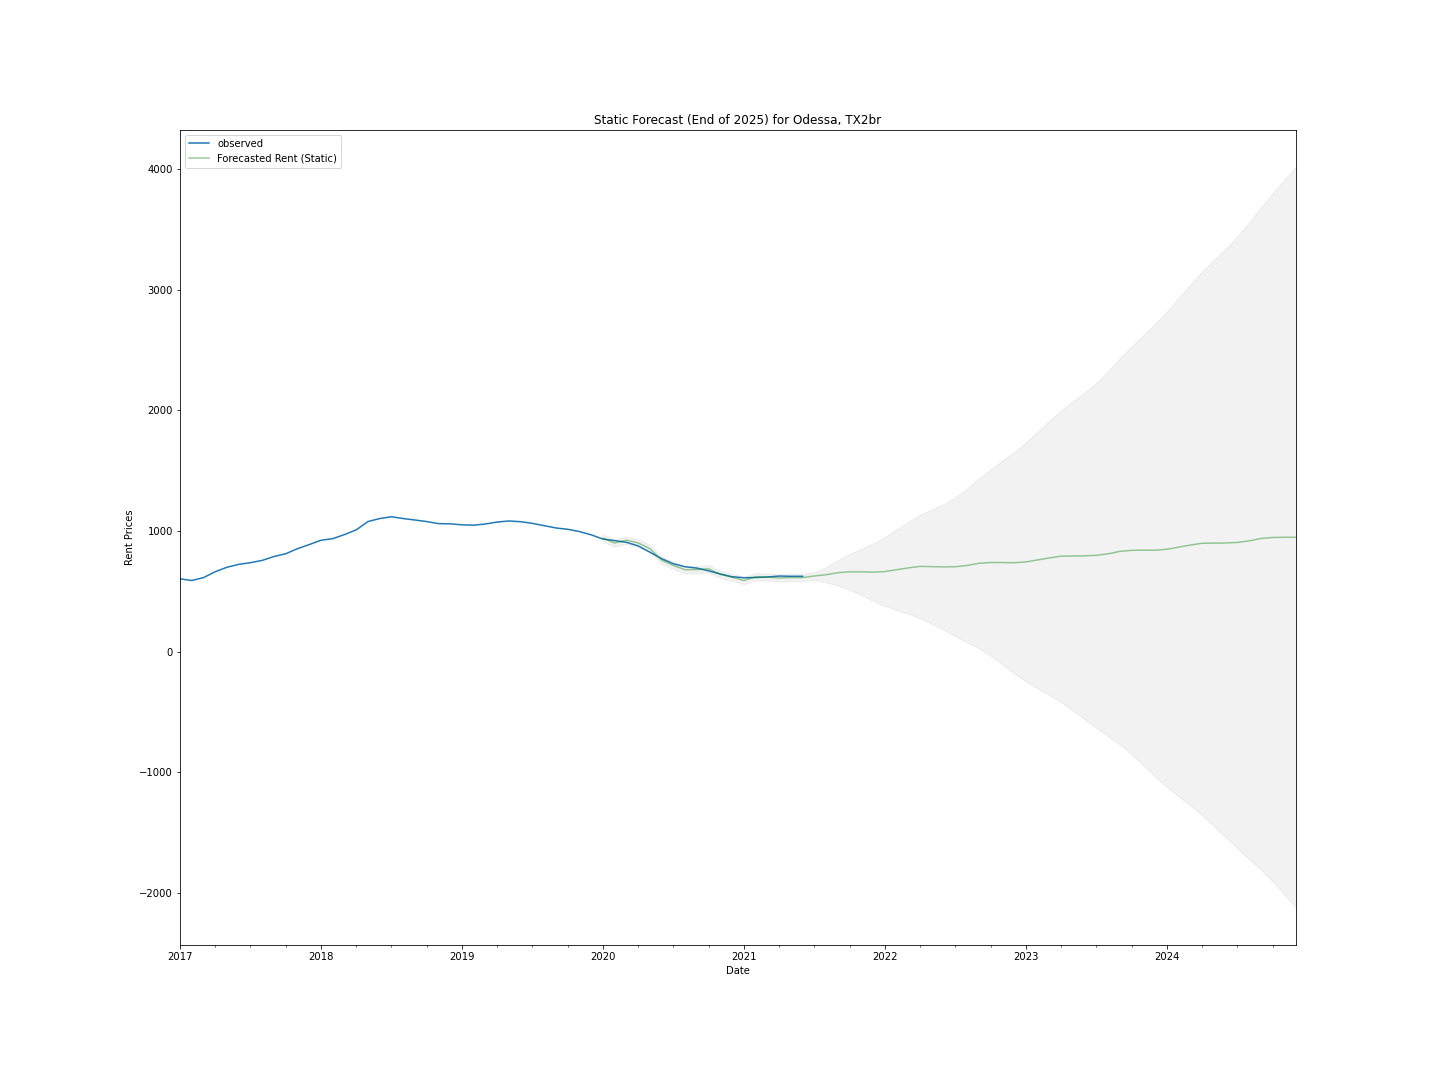 Static Forecast (End of 2025) for Odessa, TX2br
observed
Forecasted Rent (Static)
4000
3000
2000
1000
0
−1000
−2000
Rent Prices
2017 2018 2019 2020 2021 2022 2023 2024
Date